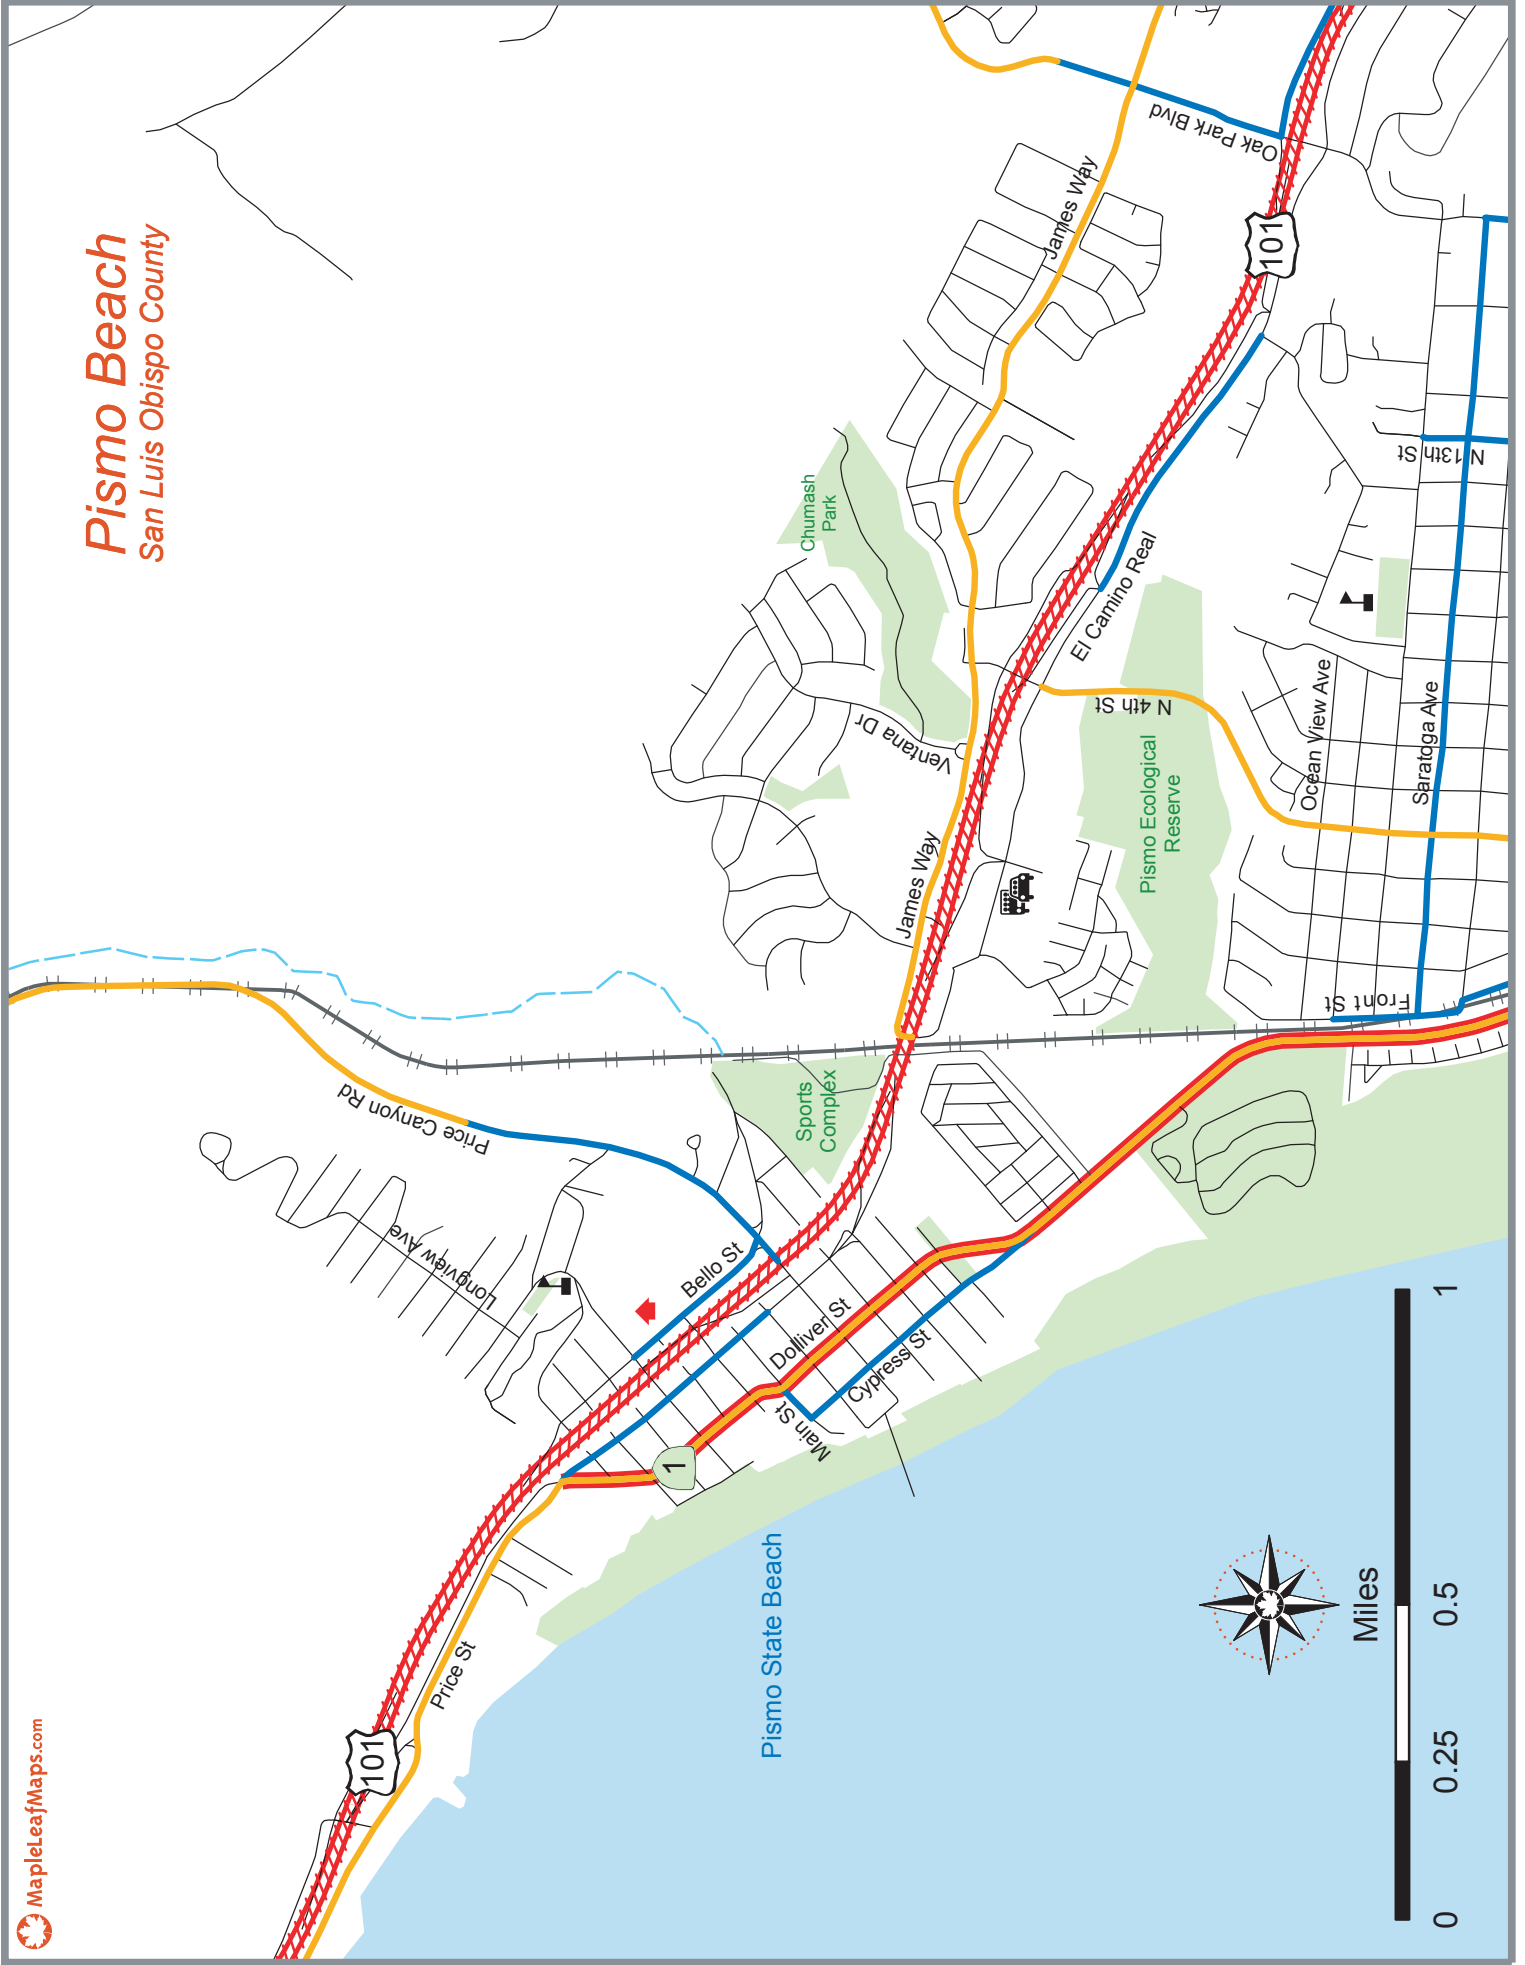 MapleLeafMaps.com
Pismo Beach
San Luis Obispo County
101
Price St
Price Canyon Rd
Longview Ave
Bello St
1
Main St
Dolliver St
Cypress St
Sports
Complex
Pismo State Beach
James Way
Ventana Dr
Chumash
Park
James Way
Oak Park Blvd
101
El Camino Real
N 4th St
Pismo Ecological
Reserve
Ocean View Ave
Saratoga Ave
N 13th St
Front St
Miles
0
0.25
0.5
1